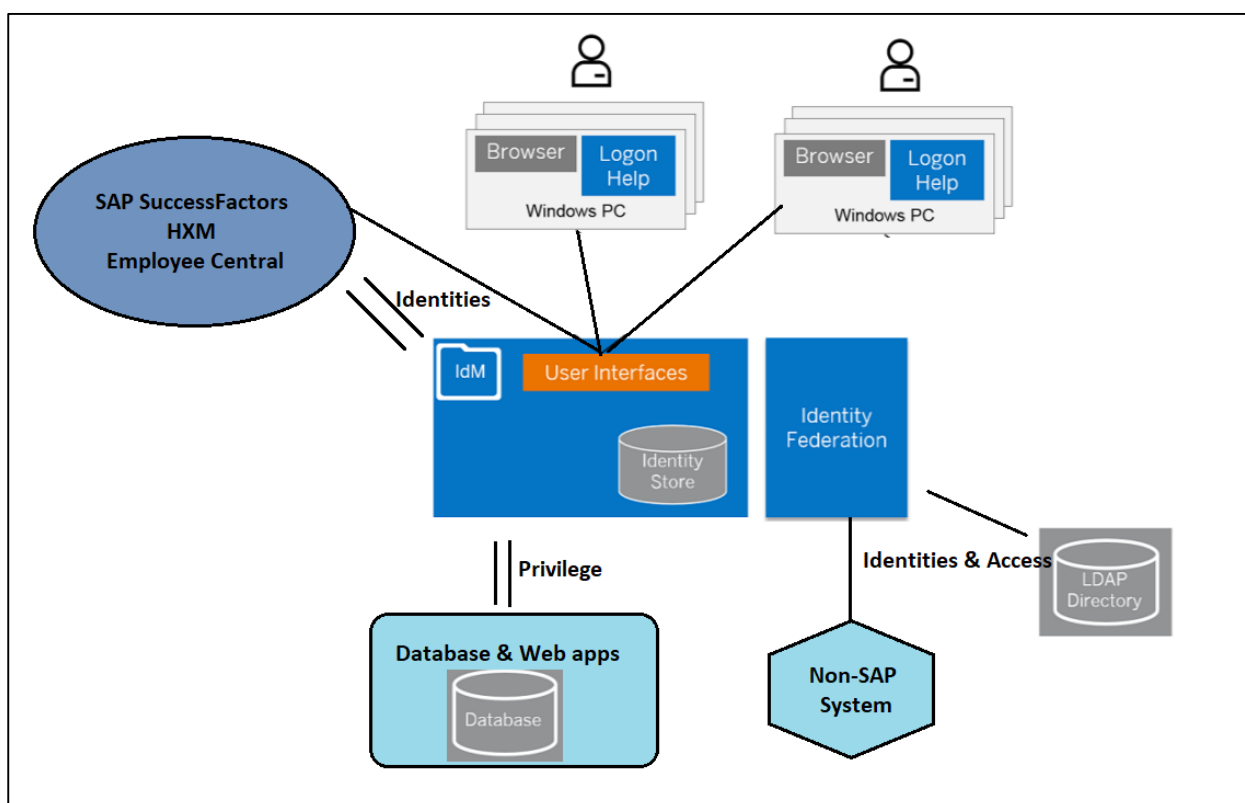 Browser
Logon
Help
Windows PC
Browser
Logon
Help
Windows PC
SAP SuccessFactors
HXM
Employee Central
Identities
IdM
User Interfaces
Identity
Store
Identity
Federation
Privilege
Identities & Access
LDAP
Directory
Database & Web apps
Database
Non-SAP
System